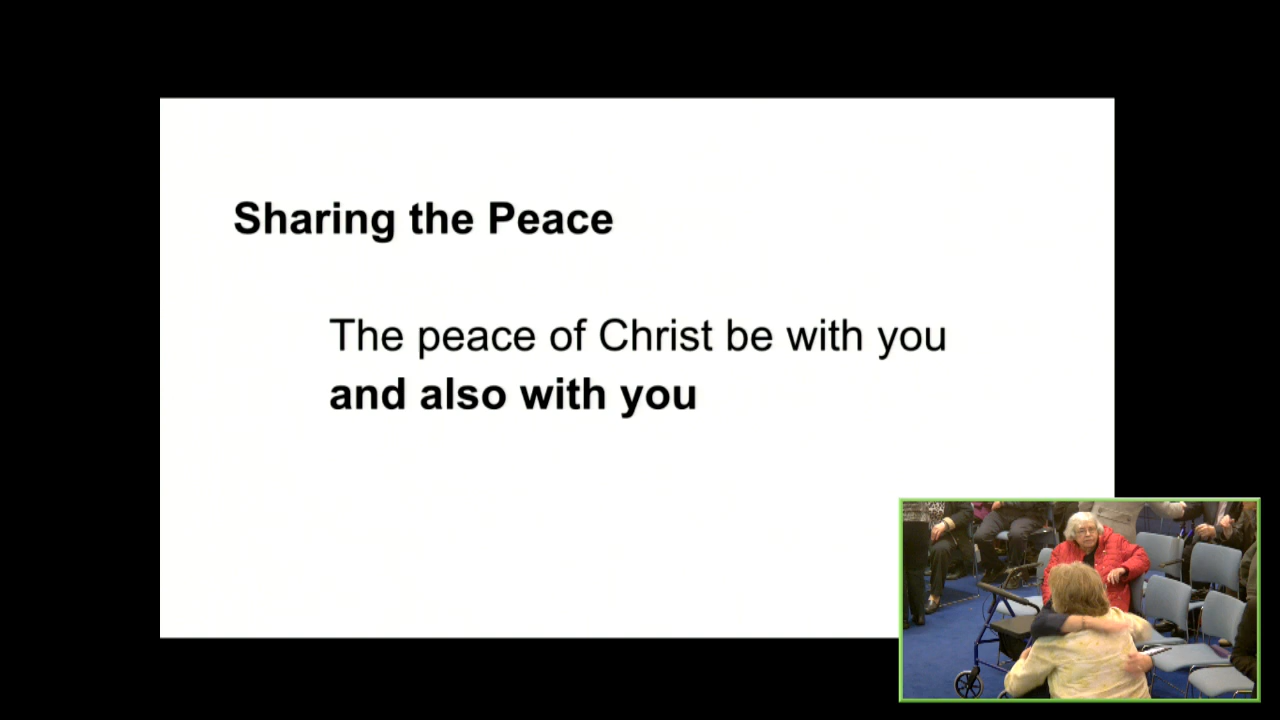 Sharing the Peace
The peace of Christ be with you
and also with you